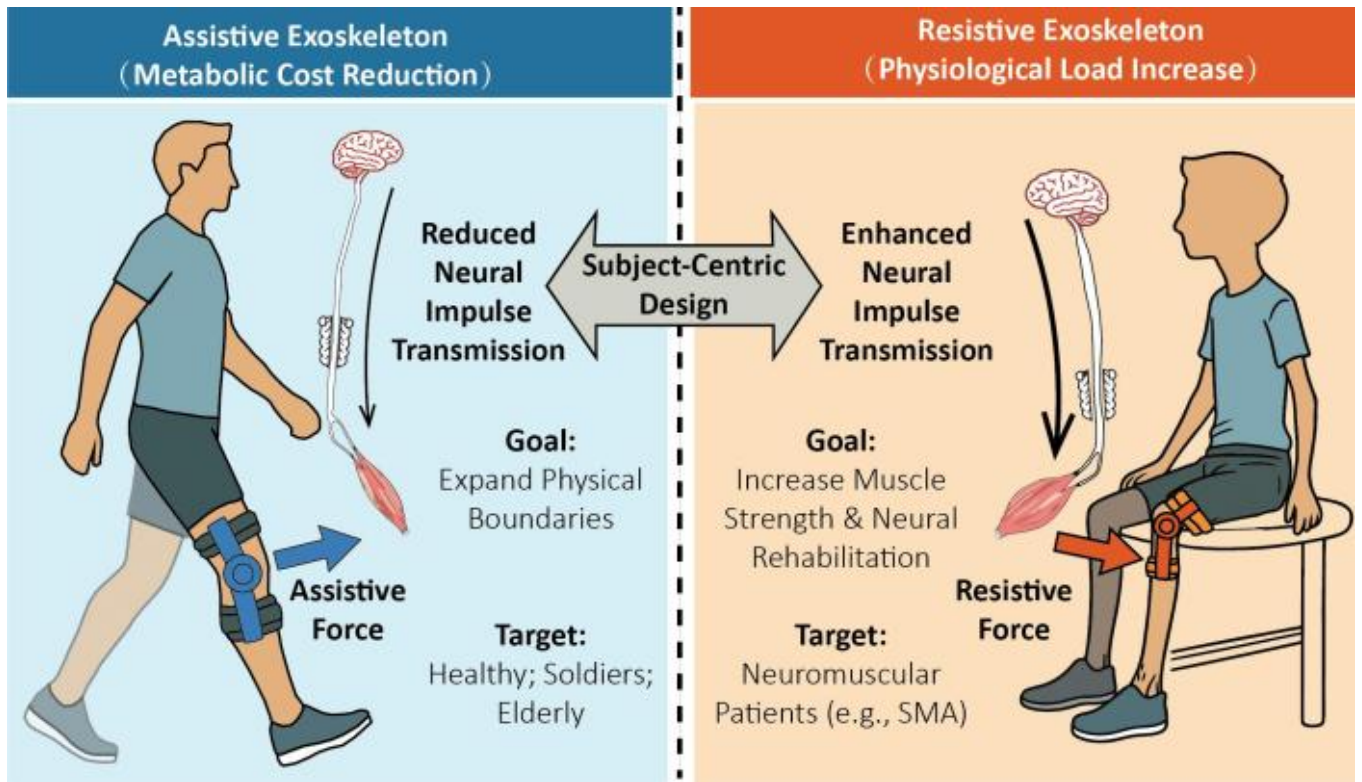 Assistive Exoskeleton
（Metabolic Cost Reduction）
Resistive Exoskeleton
（Physiological Load Increase）
Reduced
Neural
Impulse
Transmission
Subject-Centric
Design
Enhanced
Neural
Impulse
Transmission
Goal:
Expand Physical
Boundaries
Assistive
Force
Target:
Healthy; Soldiers;
Elderly
Goal:
Increase Muscle
Strength & Neural
Rehabilitation
Resistive
Force
Target:
Neuromuscular
Patients (e.g., SMA)